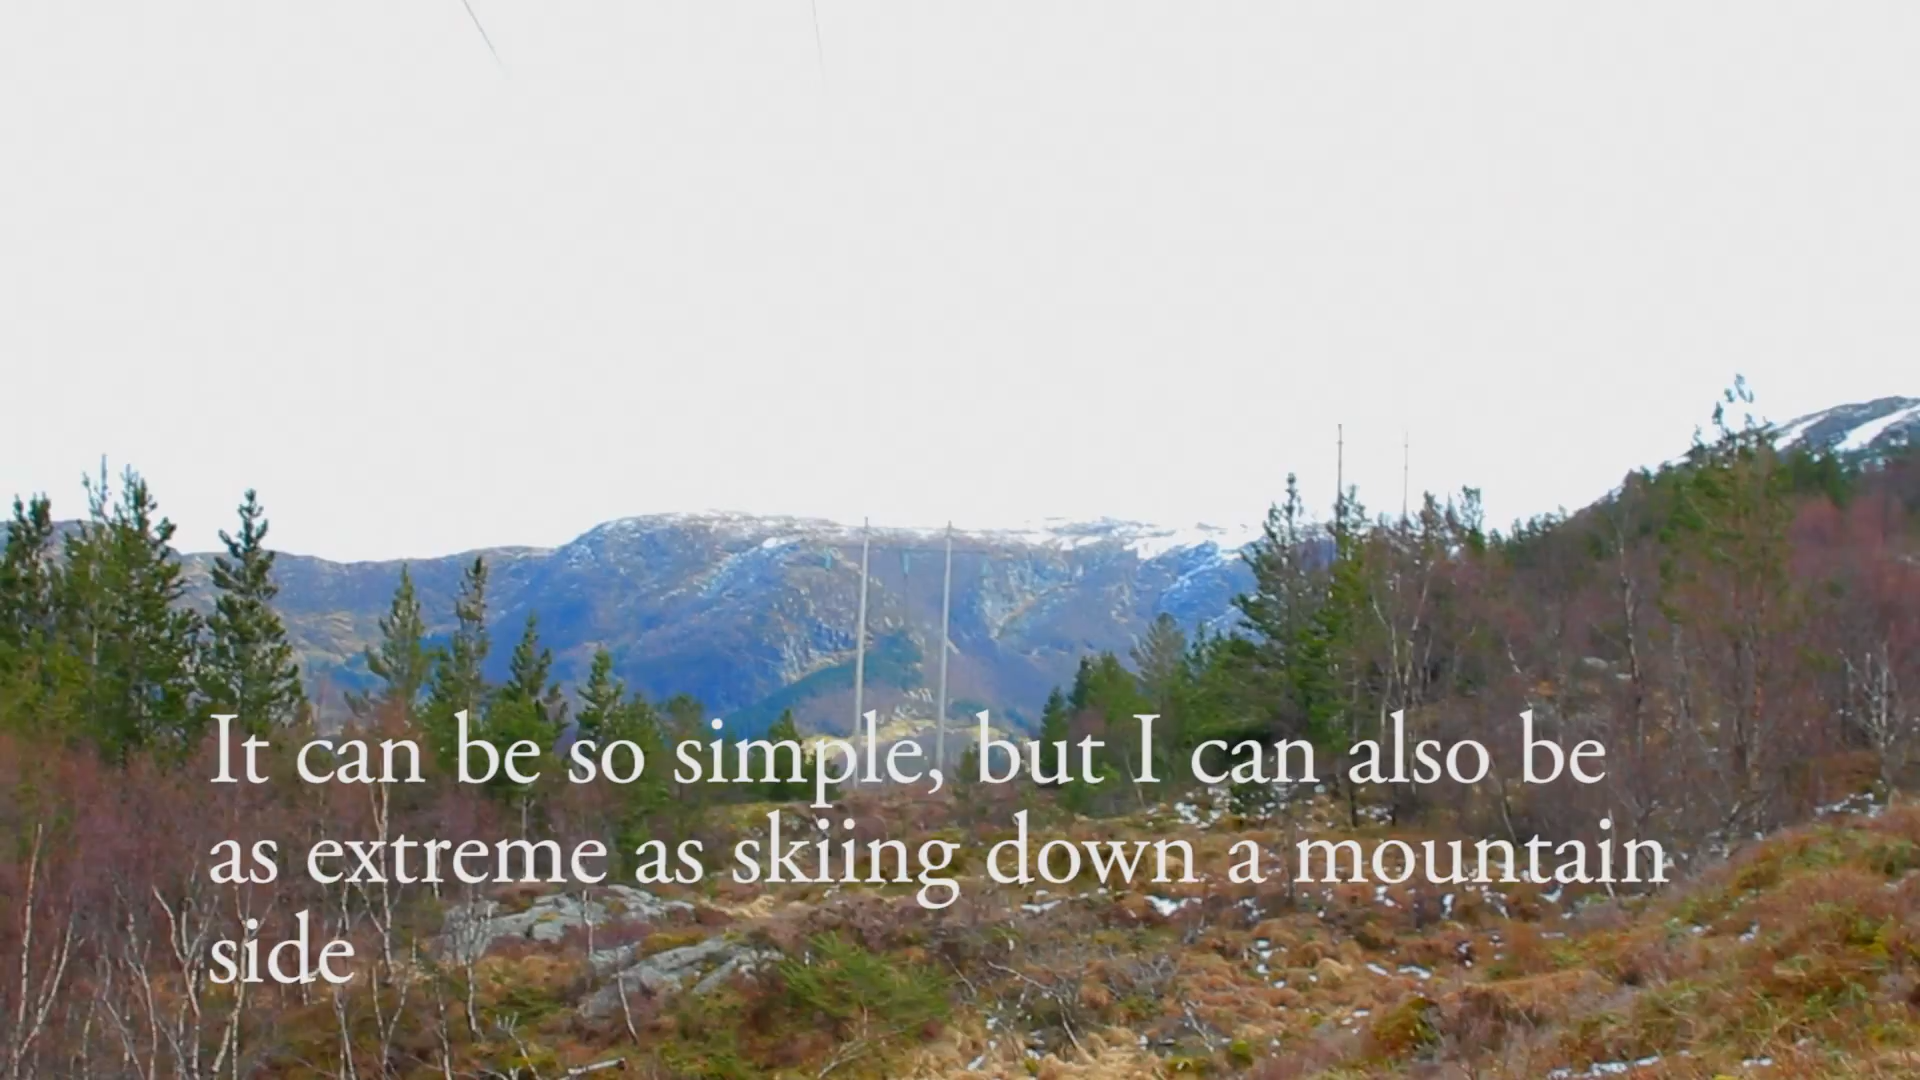 It can be so simple, but I can also be
as extreme as skiing down a mountain
side